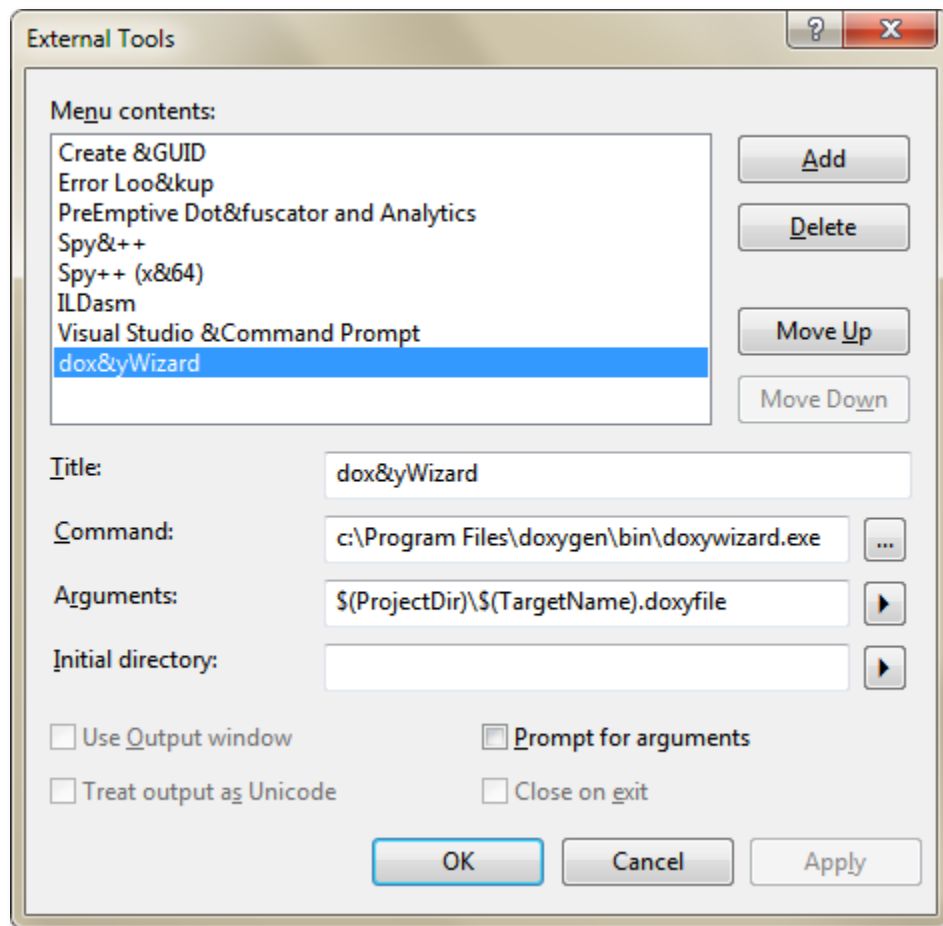 External Tools
Menu contents:
Create &GUID
Error Loo&kup
PreEmptive Dot&fuscator and Analytics
Spy&++
Spy++ (x&64)
ILDasm
Visual Studio &Command Prompt
dox&yWizard
Add
Delete
Move Up
Move Down
Title:
dox&yWizard
Command:
c:\Program Files\doxygen\bin\doxywizard.exe
...
Arguments:
$(ProjectDir)\$(TargetName).doxyfile
Initial directory:
Use Output window
Prompt for arguments
Treat output as Unicode
Close on exit
OK
Cancel
Apply